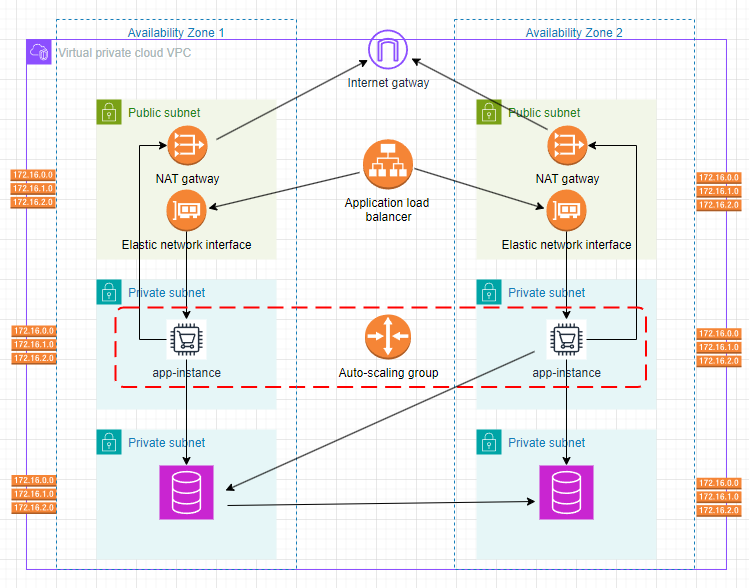 Availability Zone 1
Availability Zone 2
Virtual private cloud VPC
Internet gatway
Public subnet
Public subnet
NAT gatway
NAT gatway
172.16.0.0
172.16.1.0
172.16.2.0
172.16.0.0
172.16.1.0
172.16.2.0
Application load
balancer
Elastic network interface
Elastic network interface
Private subnet
Private subnet
172.16.0.0
172.16.1.0
172.16.2.0
172.16.0.0
172.16.1.0
172.16.2.0
app-instance
Auto-scaling group
app-instance
Private subnet
Private subnet
172.16.0.0
172.16.1.0
172.16.2.0
172.16.0.0
172.16.1.0
172.16.2.0